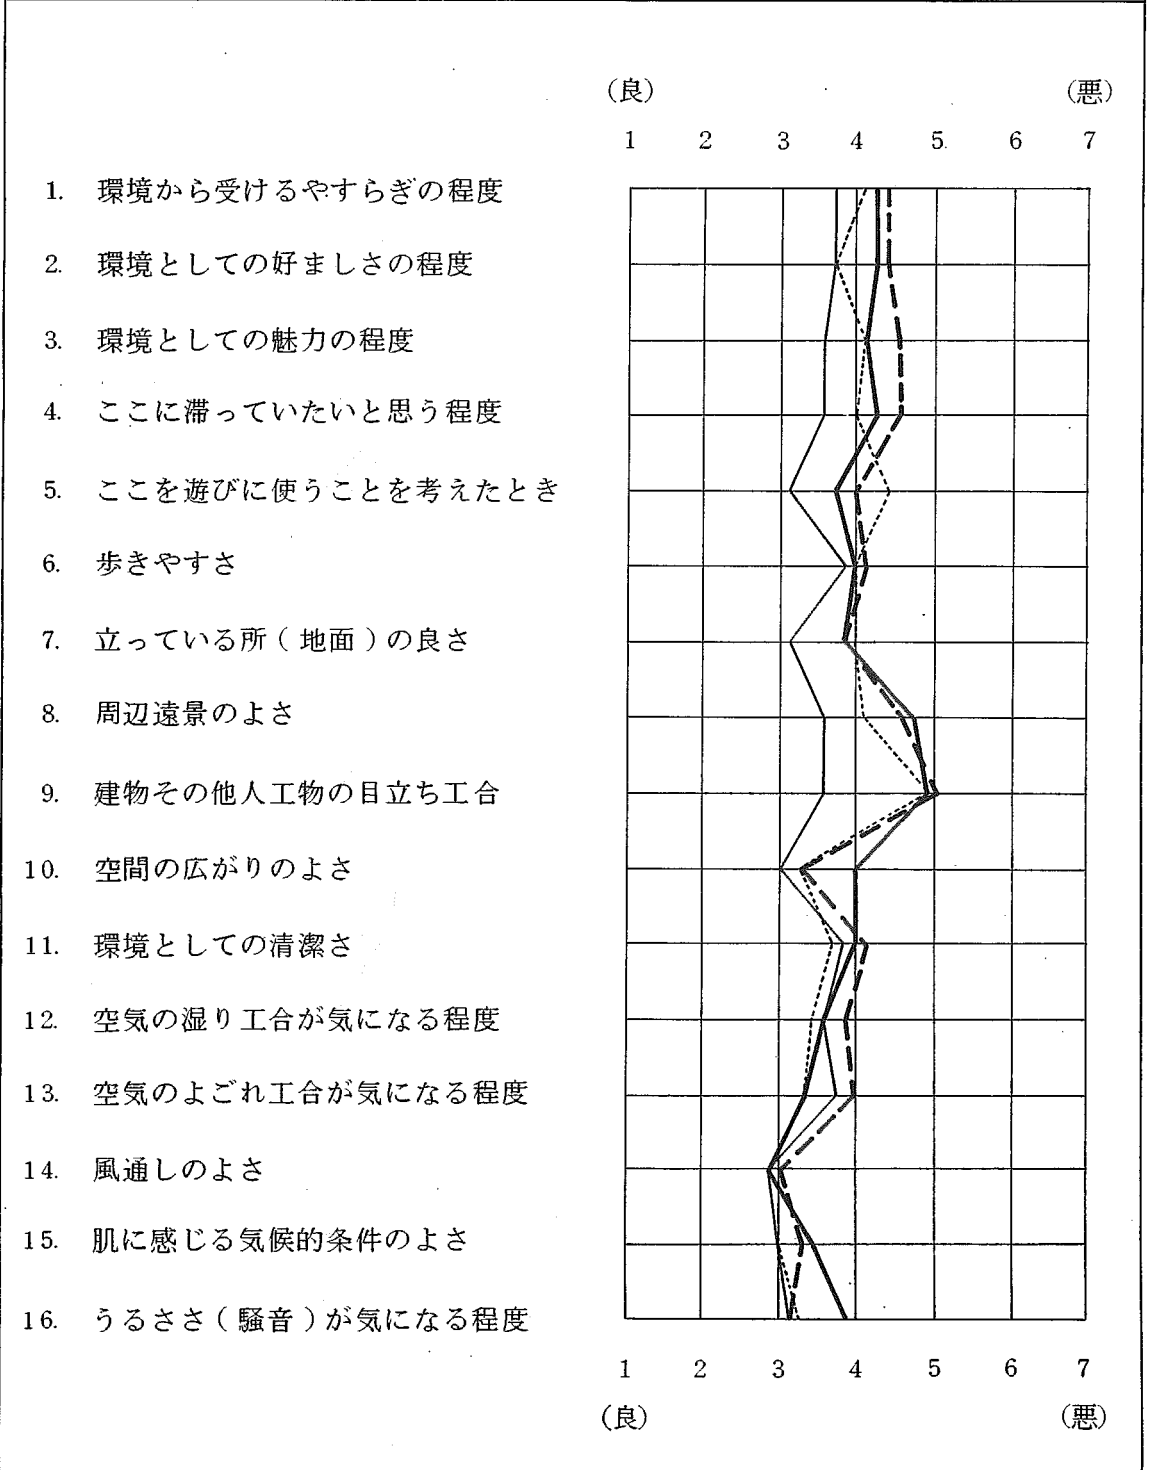 (良) (悪)
1 2 3 4 5 6 7
1. 環境から受けるやすらぎの程度
2. 環境としての好ましさの程度
3. 環境としての魅力の程度
4. ここに滞っていたいと思う程度
5. ここを遊びに使うことを考えたとき
6. 歩きやすさ
7. 立っている所(地面)の良さ
8. 周辺遠景のよさ
9. 建物その他人工物の目立ち工合
10. 空間の広がりのよさ
11. 環境としての清潔さ
12. 空気の湿り工合が気になる程度
13. 空気のよごれ工合が気になる程度
14. 風通しのよさ
15. 肌に感じる気候的条件のよさ
16. うるささ(騒音)が気になる程度
1 2 3 4 5 6 7
(良) (悪)